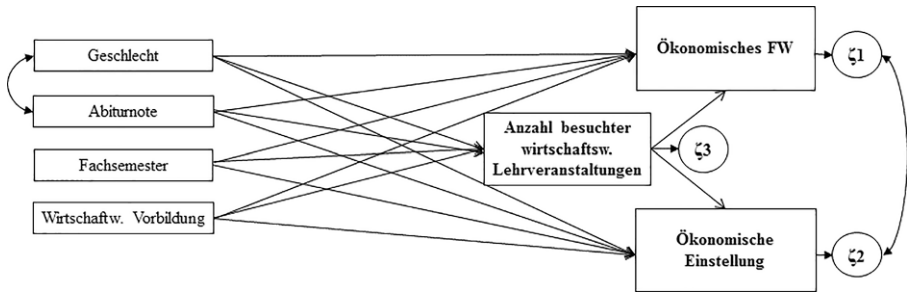 Geschlecht
Abiturnote
Fachsemester
Wirtschaftw. Vorbildung
Anzahl besuchter
wirtschaftsw.
Lehrveranstaltungen
Ökonomisches FW
Ökonomische
Einstellung
ζ1
ζ3
ζ2